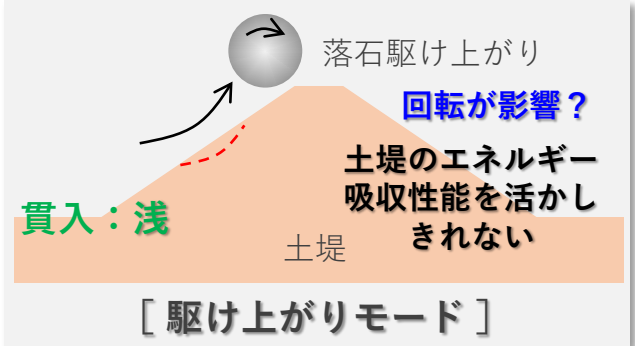 落石駆け上がり
回転が影響？
土堤のエネルギー
吸収性能を活かし
きれない
貫入：浅
土堤
［ 駆け上がりモード ］